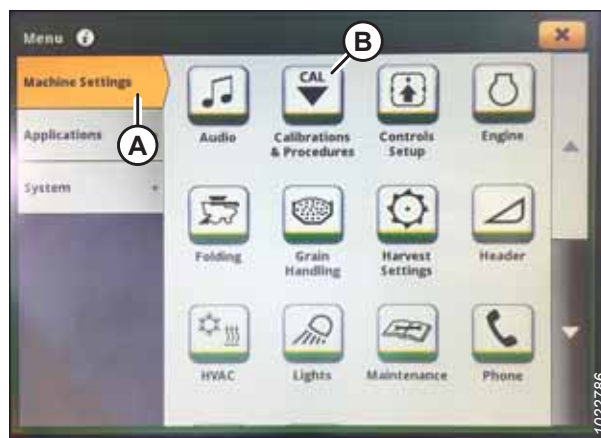 Menu i
B
Machine Settings
A
Applications
System
CAL
Audio
Calibrations
& Procedures
Controls
Setup
Engine
Folding
Grain
Handling
Harvest
Settings
Header
HVAC
Lights
Maintenance
Phone
1022786